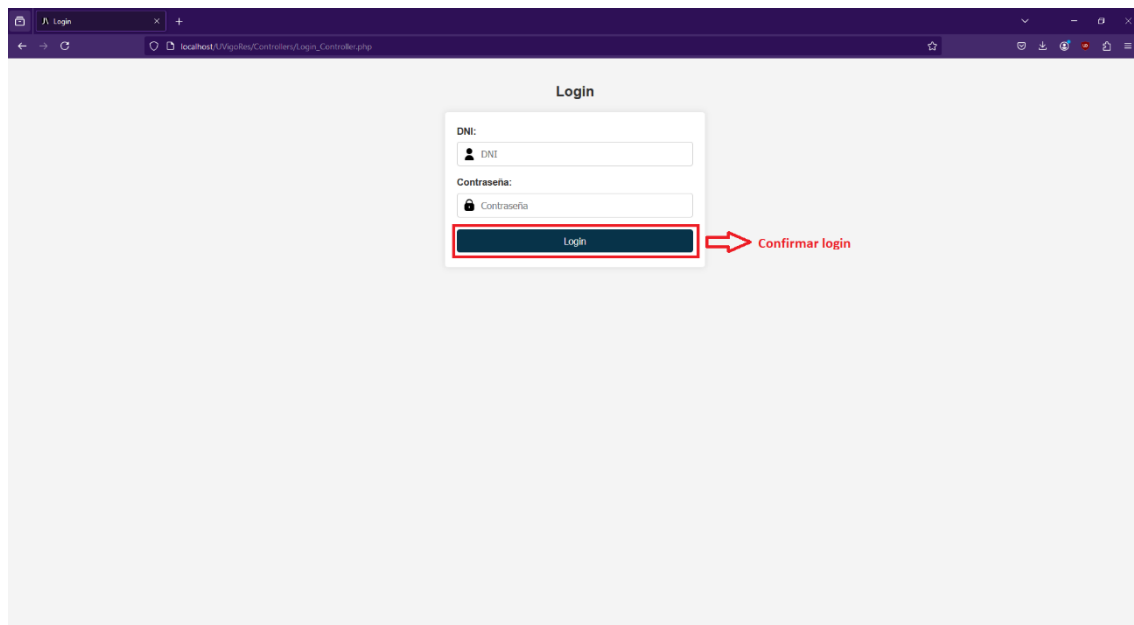 Login
localhost/UVigoRes/Controllers/Login_Controller.php
Login
DNI:
DNI
Contraseña:
Contraseña
Login
Confirmar login